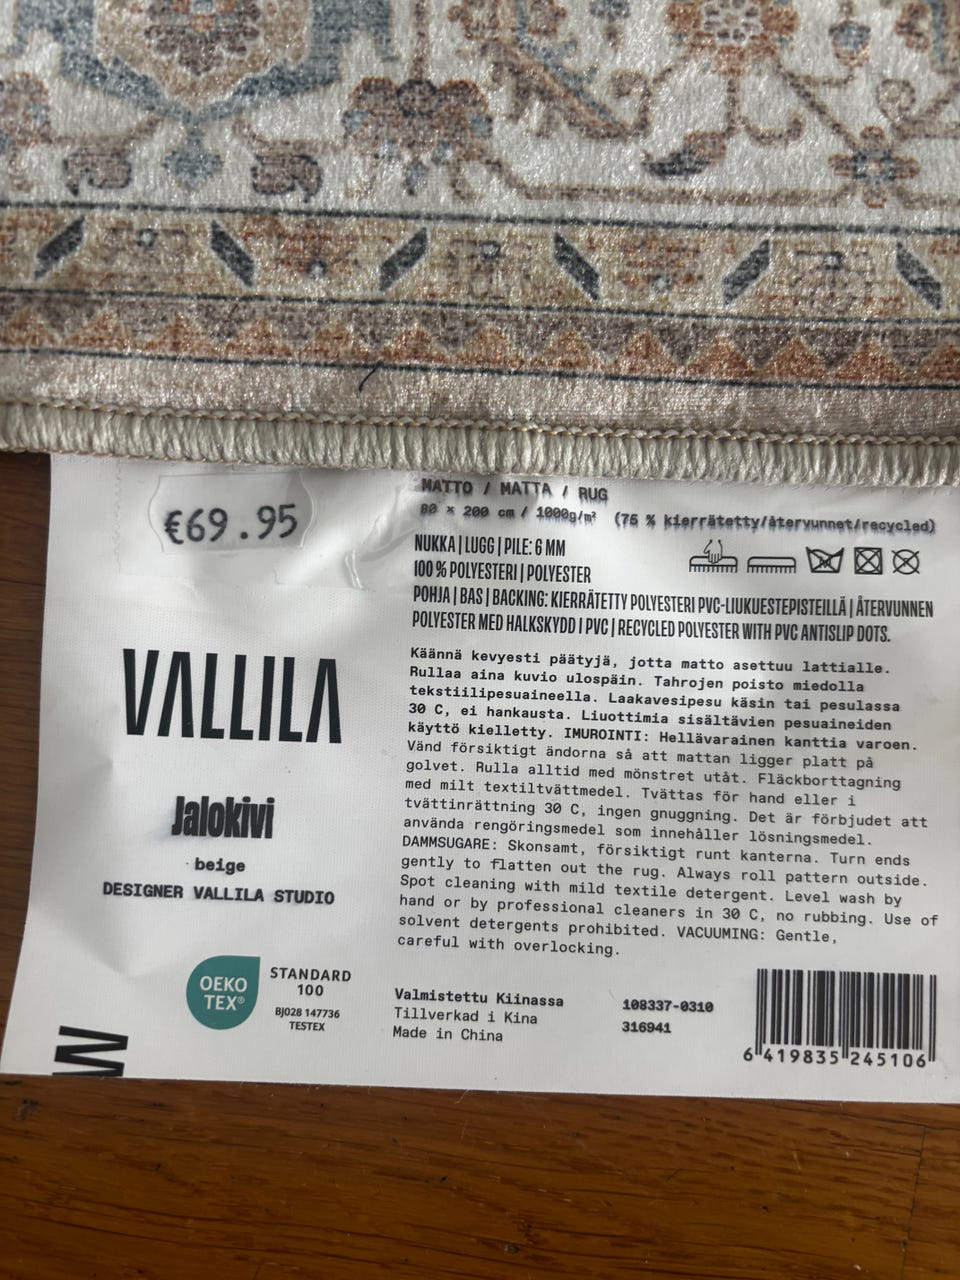 €69.95
MATTO / MATTA / RUG
80 × 200 cm / 1000g/m² (75 % kierrätetty/återvunnet/recycled)
NUKKA | LUGG | PILE: 6 MM
100 % POLYESTERI | POLYESTER
POHJA | BAS | BACKING: KIERRÄTETTY POLYESTERI PVC-LIUKUESTEPISTEILLÄ | ÅTERVUNNEN
POLYESTER MED HALKSKYDD I PVC | RECYCLED POLYESTER WITH PVC ANTISLIP DOTS.
Käännä kevyesti päätyjä, jotta matto asettuu lattialle.
Rullaa aina kuvio ulospäin. Tahrojen poisto miedolla
tekstiilipesuaineella. Laakavesipesu käsin tai pesulassa
30 C, ei hankausta. Liuottimia sisältävien pesuaineiden
käyttö kielletty. IMUROINTI: Hellävarainen kanttia varoen.
Vänd försiktigt ändorna så att mattan ligger platt på
golvet. Rulla alltid med mönstret utåt. Fläckborttagning
med milt textiltvättmedel. Tvättas för hand eller i
tvättinrättning 30 C, ingen gnuggning. Det är förbjudet att
använda rengöringsmedel som innehåller lösningsmedel.
DAMMSUGARE: Skonsamt, försiktigt runt kanterna. Turn ends
gently to flatten out the rug. Always roll pattern outside.
Spot cleaning with mild textile detergent. Level wash by
hand or by professional cleaners in 30 C, no rubbing. Use of
solvent detergents prohibited. VACUUMING: Gentle,
careful with overlocking.
VALLILA
Jalokivi
beige
DESIGNER VALLILA STUDIO
OEKO
TEX®
STANDARD
100
BJ028 147736
TESTEX
Valmistettu Kiinassa
Tillverkad i Kina
Made in China
108337-0310
316941
6 419835 245106